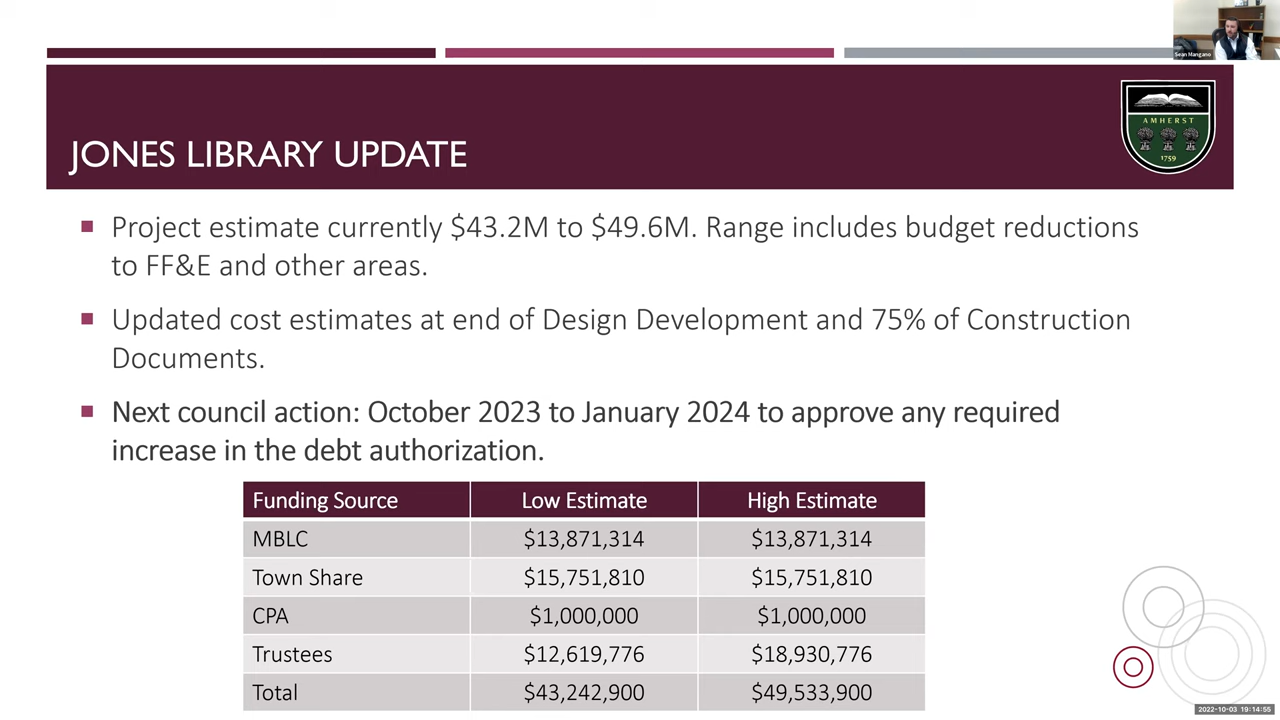 Sean Mangano
AMHERST
1759
JONES LIBRARY UPDATE
Project estimate currently $43.2M to $49.6M. Range includes budget reductions
to FF&E and other areas.
Updated cost estimates at end of Design Development and 75% of Construction
Documents.
Next council action: October 2023 to January 2024 to approve any required
increase in the debt authorization.
Funding Source Low Estimate High Estimate
MBLC $13,871,314 $13,871,314
Town Share $15,751,810 $15,751,810
CPA $1,000,000 $1,000,000
Trustees $12,619,776 $18,930,776
Total $43,242,900 $49,533,900
2022-10-03 19:14:55